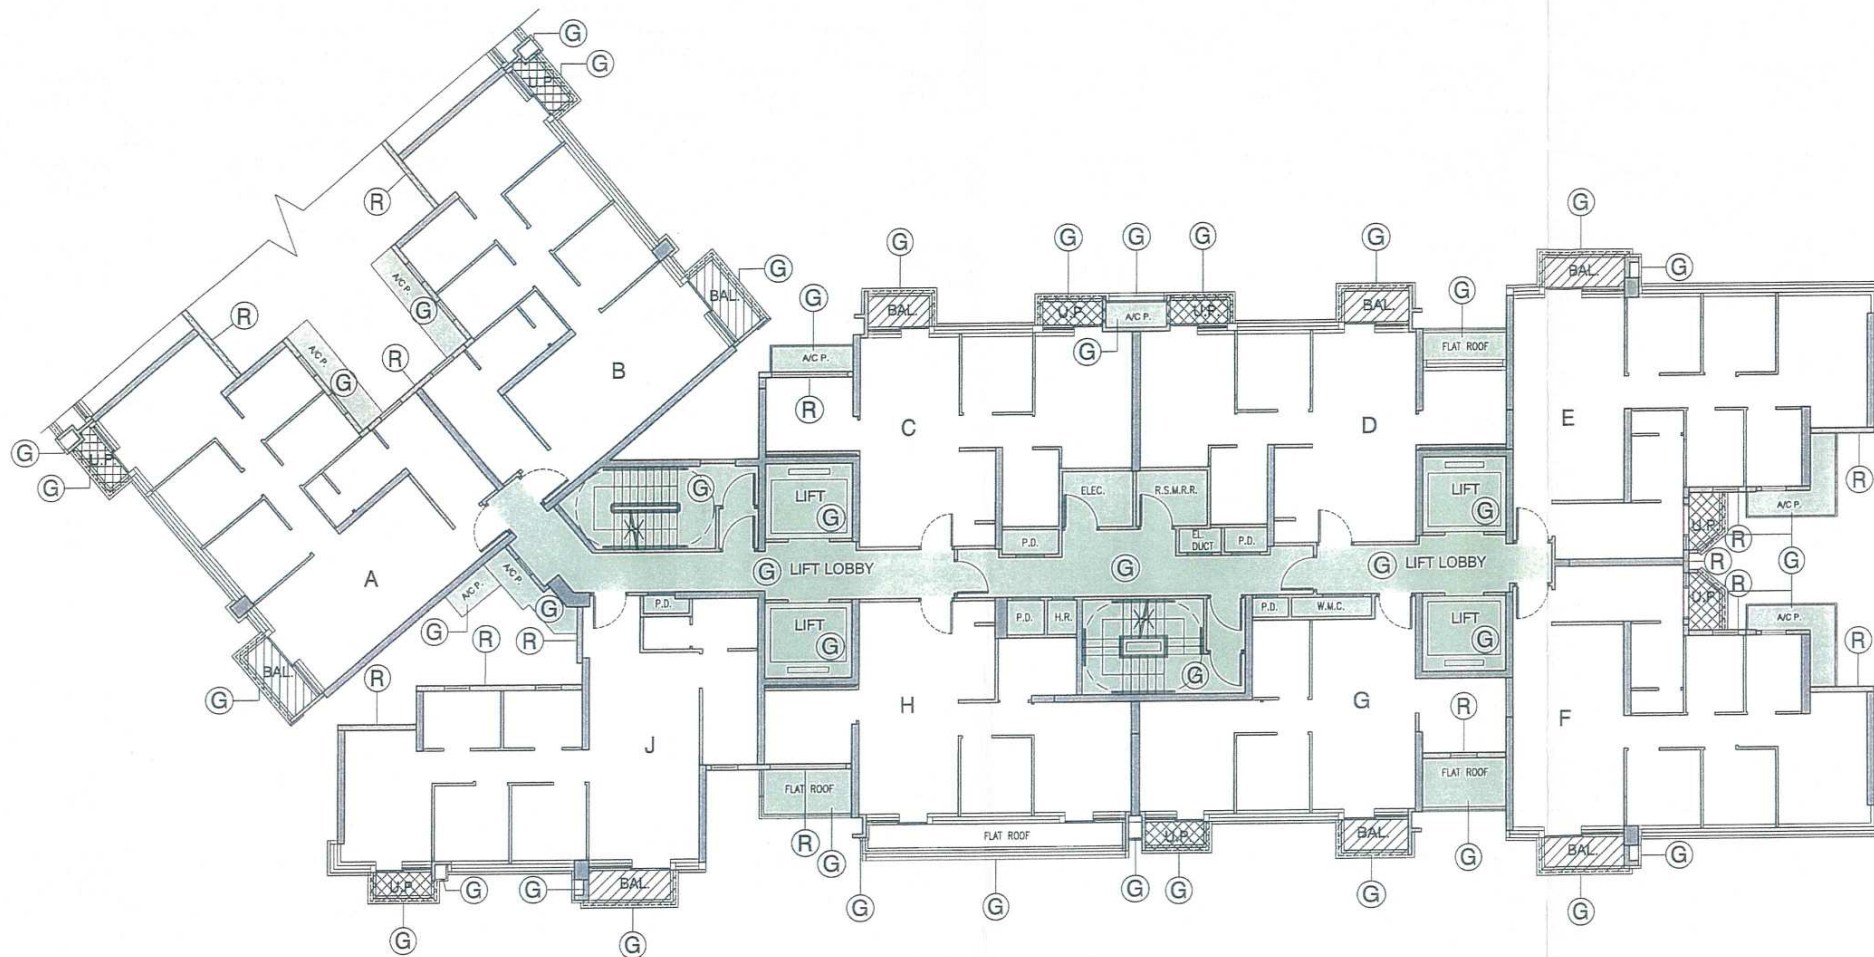 G
G
U.P.
R
A/C P.
G
BAL.
G
R
A/C P.
G
R
B
G
U.P.
G
A
BAL.
G
G
A/C P.
R
G
BAL.
G
U.P.
G
A/C P.
G
G
U.P.
G
BAL.
G
FLAT ROOF
G
BAL.
G
C
D
E
R
A/C P.
U.P.
R
G
LIFT
G
G
ELEC.
R.S.M.R.R.
LIFT
G
P.D.
EL.
DUCT
P.D.
G
LIFT LOBBY
G
G
LIFT LOBBY
R
A/C P.
A/C P.
G
G
R
P.D.
LIFT
G
P.D.
H.R.
G
P.D.
W.M.C.
LIFT
G
U.P.
R
A/C P.
R
R
R
J
H
G
R
F
FLAT ROOF
G
R
FLAT ROOF
G
FLAT ROOF
G
G
U.P.
G
G
BAL.
G
G
U.P.
G
BAL.
G
BAL.
G
G
G